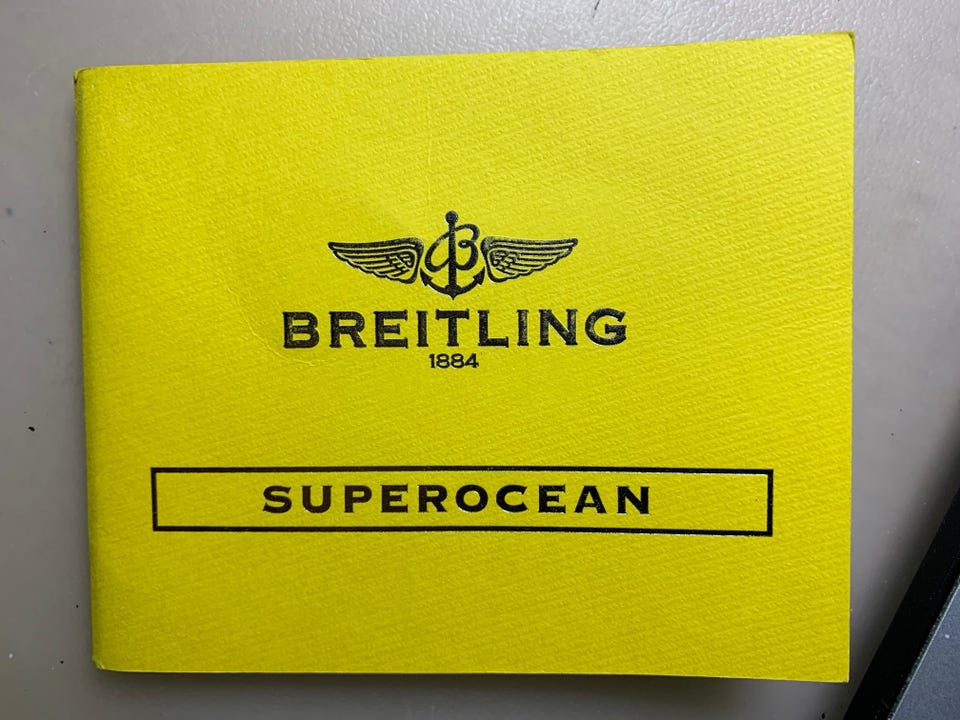 BREITLING
1884
SUPEROCEAN